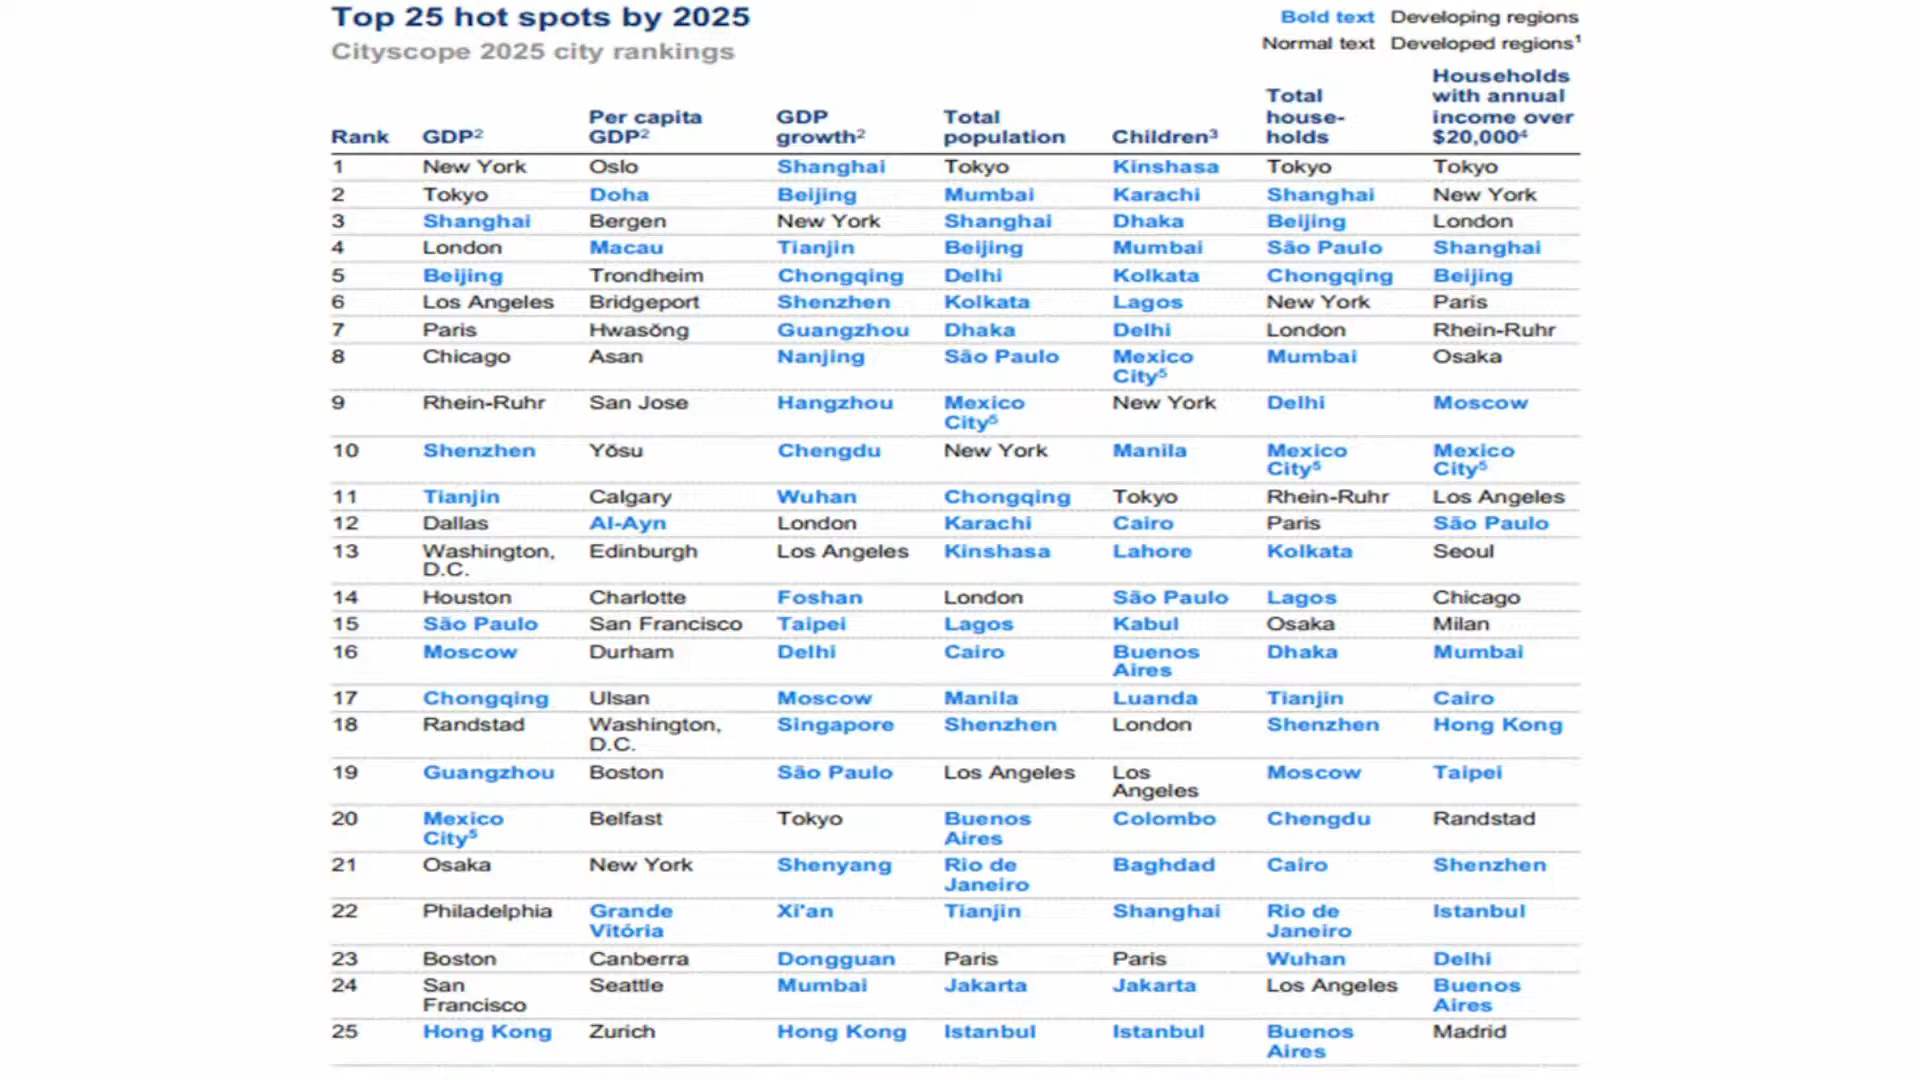 Top 25 hot spots by 2025
Cityscope 2025 city rankings
Bold text Developing regions
Normal text Developed regions¹
Rank GDP² Per capita GDP² GDP growth² Total population Children³ Total house-holds Households with annual income over $20,000⁴
1 New York Oslo Shanghai Tokyo Kinshasa Tokyo Tokyo
2 Tokyo Doha Beijing Mumbai Karachi Shanghai New York
3 Shanghai Bergen New York Shanghai Dhaka Beijing London
4 London Macau Tianjin Beijing Mumbai São Paulo Shanghai
5 Beijing Trondheim Chongqing Delhi Kolkata Chongqing Beijing
6 Los Angeles Bridgeport Shenzhen Kolkata Lagos New York Paris
7 Paris Hwasŏng Guangzhou Dhaka Delhi London Rhein-Ruhr
8 Chicago Asan Nanjing São Paulo Mexico City⁵ Mumbai Osaka
9 Rhein-Ruhr San Jose Hangzhou Mexico City⁵ New York Delhi Moscow
10 Shenzhen Yŏsu Chengdu New York Manila Mexico City⁵ Mexico City⁵
11 Tianjin Calgary Wuhan Chongqing Tokyo Rhein-Ruhr Los Angeles
12 Dallas Al-Ayn London Karachi Cairo Paris São Paulo
13 Washington, D.C. Edinburgh Los Angeles Kinshasa Lahore Kolkata Seoul
14 Houston Charlotte Foshan London São Paulo Lagos Chicago
15 São Paulo San Francisco Taipei Lagos Kabul Osaka Milan
16 Moscow Durham Delhi Cairo Buenos Aires Dhaka Mumbai
17 Chongqing Ulsan Moscow Manila Luanda Tianjin Cairo
18 Randstad Washington, D.C. Singapore Shenzhen London Shenzhen Hong Kong
19 Guangzhou Boston São Paulo Los Angeles Los Angeles Moscow Taipei
20 Mexico City⁵ Belfast Tokyo Buenos Aires Colombo Chengdu Randstad
21 Osaka New York Shenyang Rio de Janeiro Baghdad Cairo Shenzhen
22 Philadelphia Grande Vitória Xi'an Tianjin Shanghai Rio de Janeiro Istanbul
23 Boston Canberra Dongguan Paris Paris Wuhan Delhi
24 San Francisco Seattle Mumbai Jakarta Jakarta Los Angeles Buenos Aires
25 Hong Kong Zurich Hong Kong Istanbul Istanbul Buenos Aires Madrid